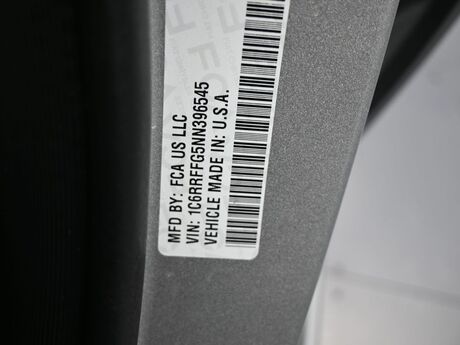 MFD BY: FCA US LLC
VIN: 1C6RRFFG5NN396545
VEHICLE MADE IN: U.S.A.